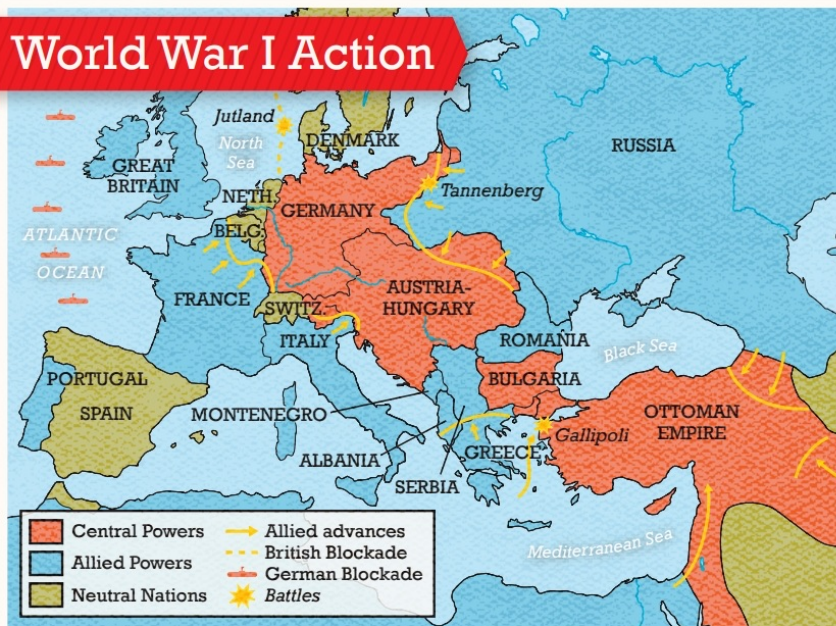 World War I Action
Jutland
North
Sea
DENMARK
RUSSIA
GREAT
BRITAIN
NETH.
Tannenberg
GERMANY
BELG.
ATLANTIC
OCEAN
FRANCE
AUSTRIA-
HUNGARY
SWITZ.
ITALY
ROMANIA
Black Sea
PORTUGAL
BULGARIA
SPAIN
MONTENEGRO
OTTOMAN
EMPIRE
Gallipoli
ALBANIA
GREECE
SERBIA
Mediterranean Sea
Central Powers
Allied Powers
Neutral Nations
Allied advances
British Blockade
German Blockade
Battles